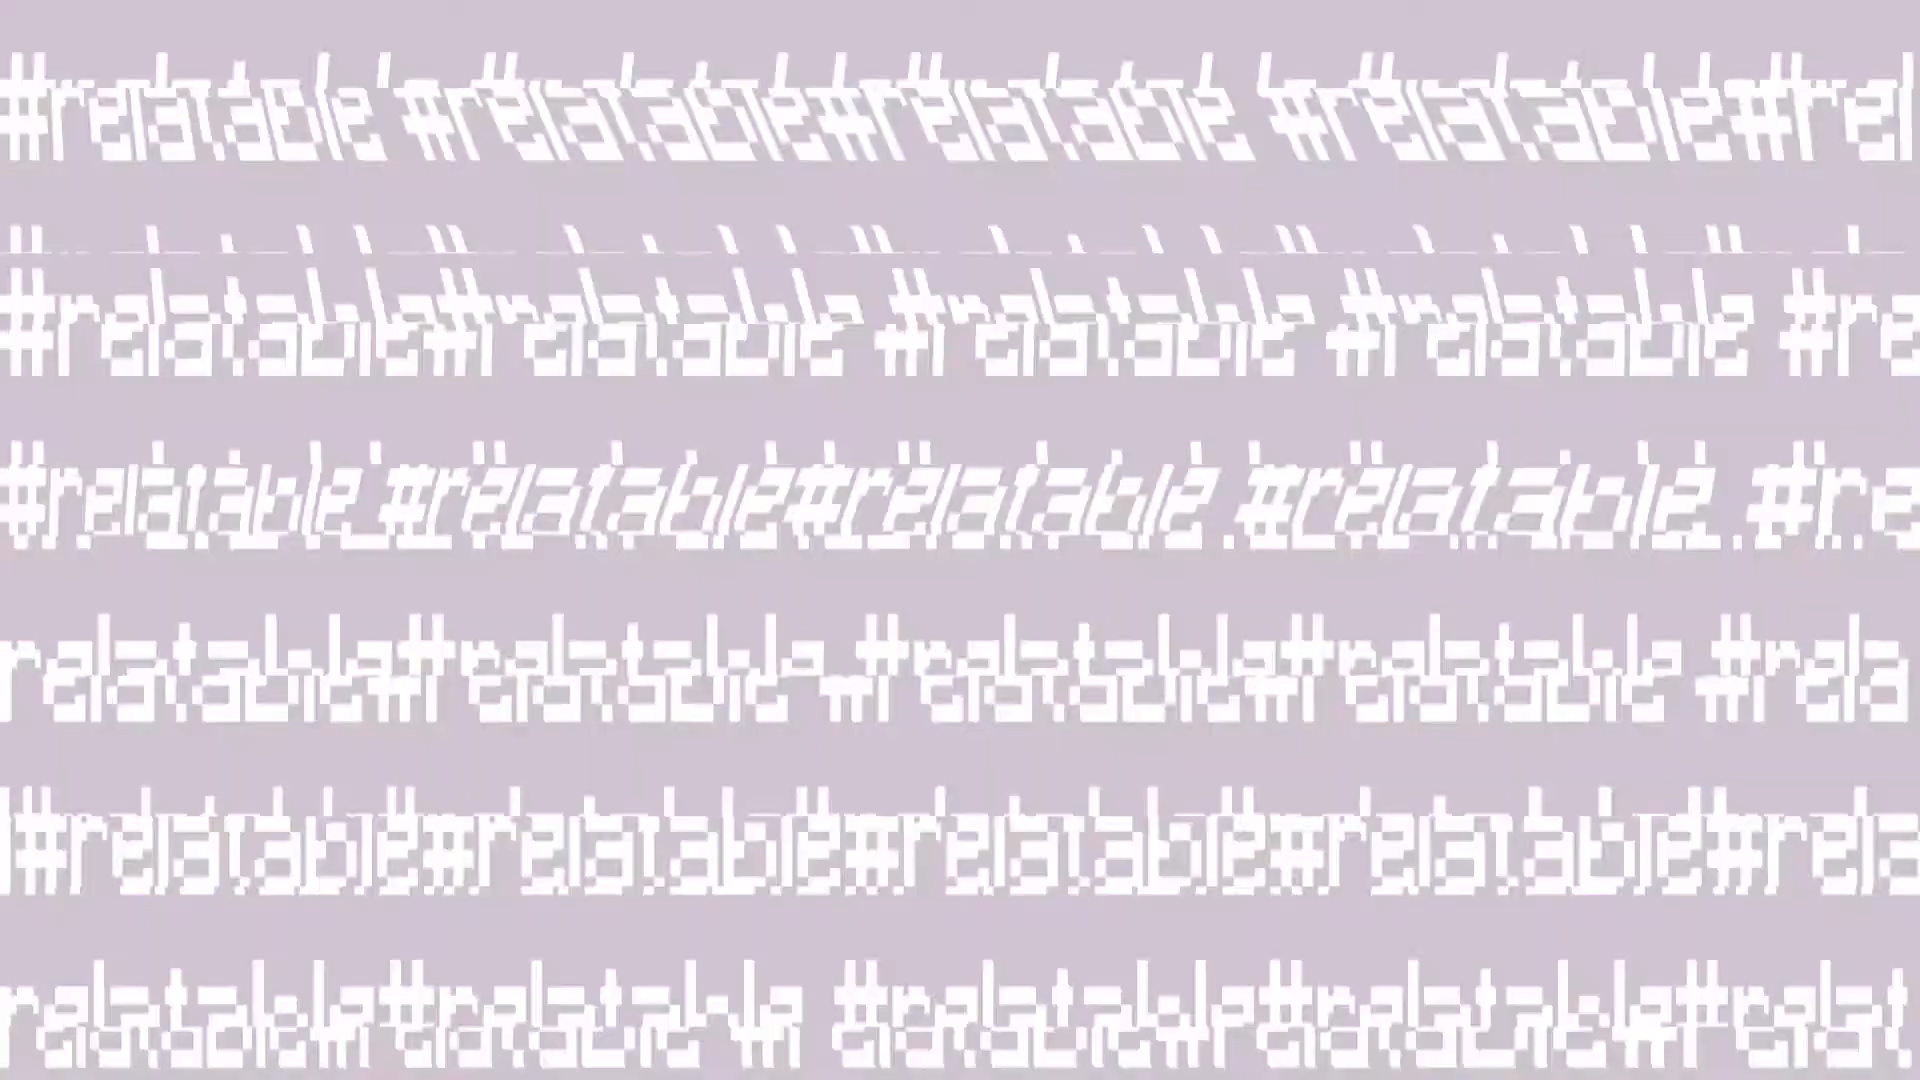 #relatable #relatable#relatable #relatable#rel
#relatable#relatable #relatable #relatable #re
#relatable #relatable#relatable #relatable #re
relatable#relatable #relatable#relatable #rela
#relatable#relatable#relatable#relatable#rela
relatable#relatable #relatable#relatable#relat